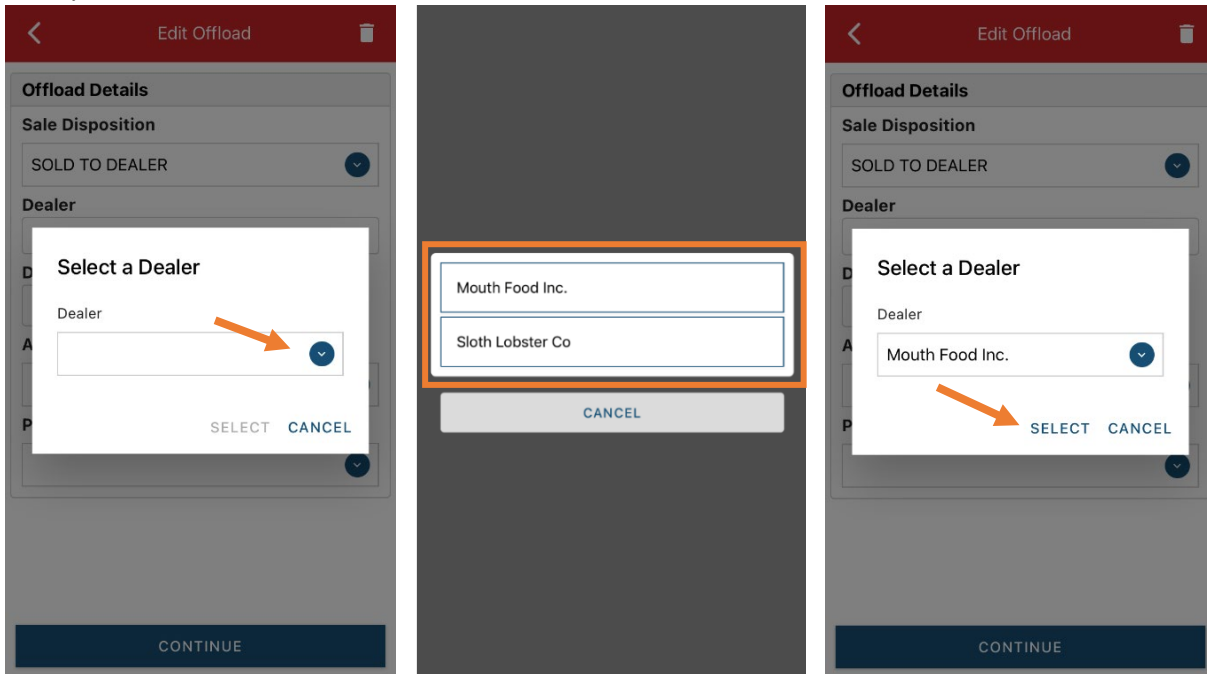 Edit Offload
Offload Details
Sale Disposition
SOLD TO DEALER
Dealer
D
Select a Dealer
Dealer
A
P
SELECT CANCEL
CONTINUE
Mouth Food Inc.
Sloth Lobster Co
CANCEL
Edit Offload
Offload Details
Sale Disposition
SOLD TO DEALER
Dealer
D
Select a Dealer
Dealer
A
Mouth Food Inc.
P
SELECT CANCEL
CONTINUE